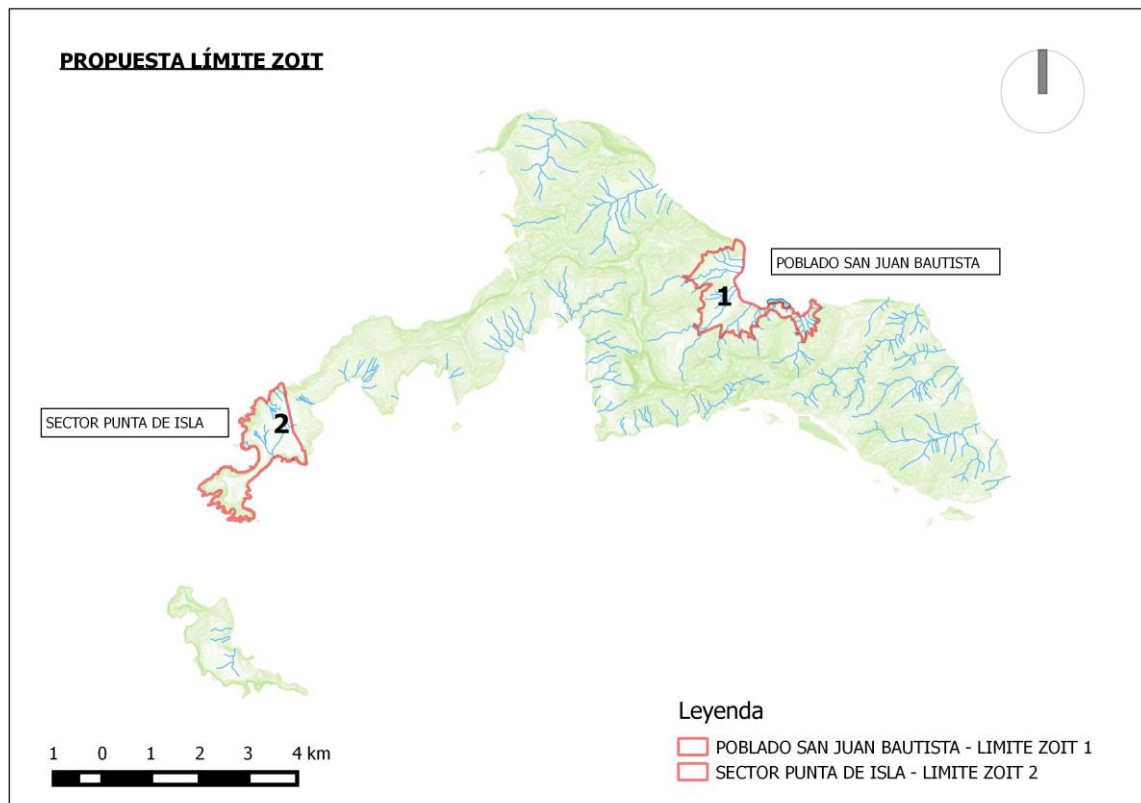 PROPUESTA LÍMITE ZOIT
POBLADO SAN JUAN BAUTISTA
1
SECTOR PUNTA DE ISLA
2
Leyenda
POBLADO SAN JUAN BAUTISTA - LIMITE ZOIT 1
SECTOR PUNTA DE ISLA - LIMITE ZOIT 2
1 0 1 2 3 4 km